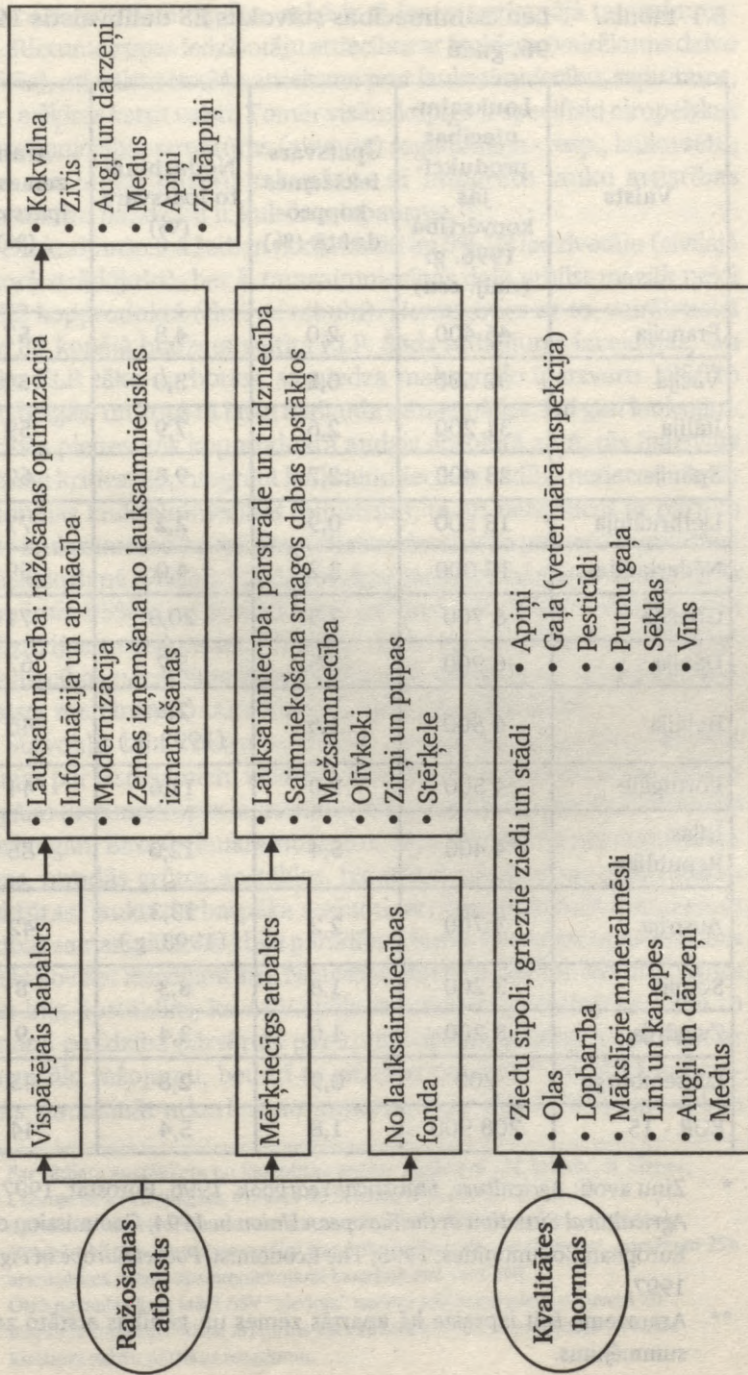 Ražošanas
atbalsts
Vispārējais pabalsts
• Lauksaimniecība: ražošanas optimizācija
• Informācija un apmācība
• Modernizācija
• Zemes izņemšana no lauksaimnieciskās
izmantošanas
• Kokvilna
• Zivis
• Augļi un dārzeņi
• Medus
• Apiņi
• Zīdtārpiņi
Mērķtiecīgs atbalsts
• Lauksaimniecība: pārstrāde un tirdzniecība
• Saimniekošana smagos dabas apstākļos
• Mežsaimniecība
• Olīvkoki
• Zirņi un pupas
• Stērķele
No lauksaimniecības
fonda
Kvalitātes
normas
• Ziedu sīpoli, grieztie ziedi un stādi
• Olas
• Lopbarība
• Mākslīgie minerālmēsli
• Lini un kaņepes
• Augļi un dārzeņi
• Medus
• Apiņi
• Gaļa (veterinārā inspekcija)
• Pesticīdi
• Putnu gaļa
• Sēklas
• Vīns